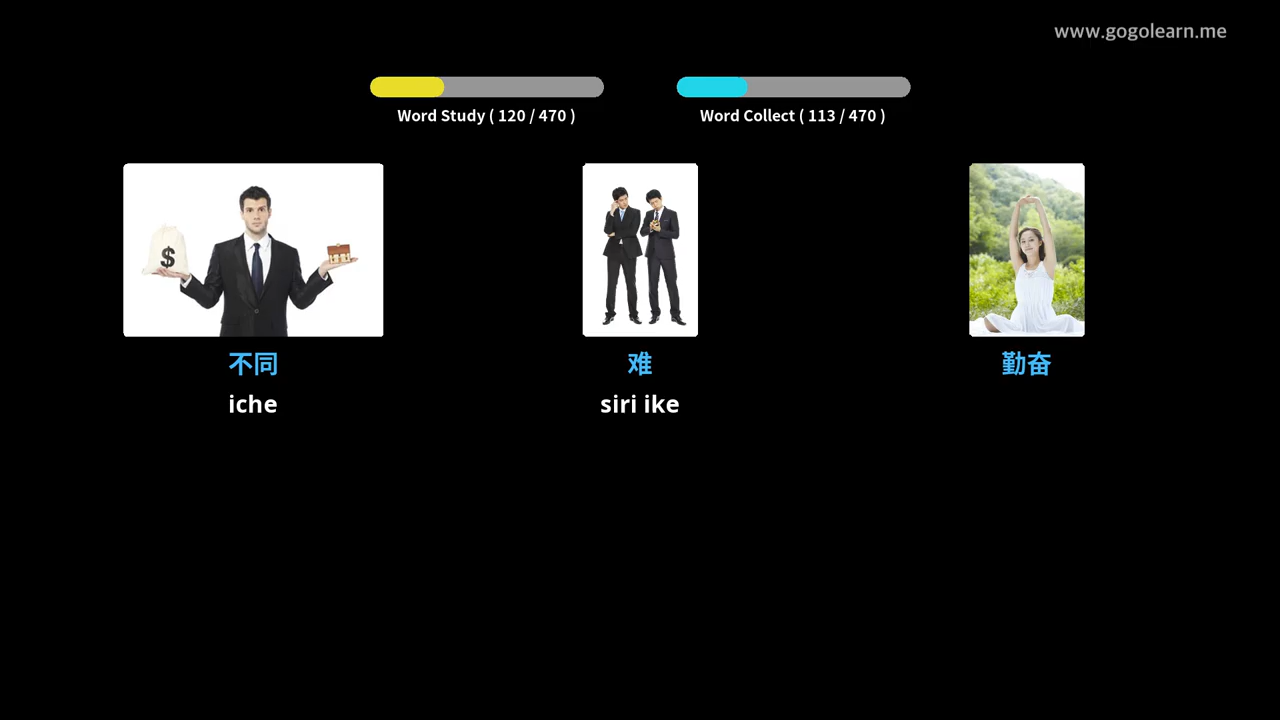 www.gogolearn.me
Word Study ( 120 / 470 )
Word Collect ( 113 / 470 )
$
不同
难
勤奋
iche
siri ike